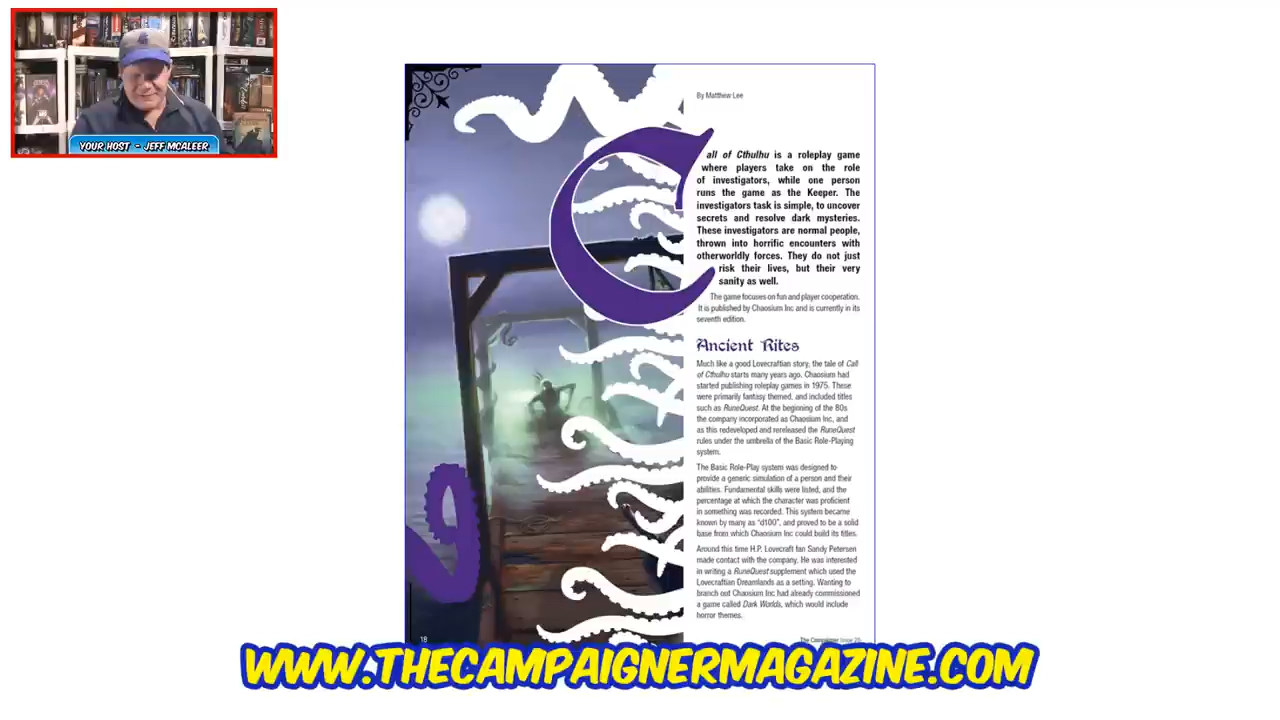 YOUR HOST - JEFF MCALEER
By Matthew Lee
Call of Cthulhu is a roleplay game
where players take on the role
of investigators, while one person
runs the game as the Keeper. The
investigators task is simple, to uncover
secrets and resolve dark mysteries.
These investigators are normal people,
thrown into horrific encounters with
otherworldly forces. They do not just
risk their lives, but their very
sanity as well.
The game focuses on fun and player cooperation.
It is published by Chaosium Inc and is currently in its
seventh edition.
Ancient Rites
Much like a good Lovecraftian story, the tale of Call
of Cthulhu starts many years ago. Chaosium had
started publishing roleplay games in 1975. These
were primarily fantasy themed, and included titles
such as RuneQuest. At the beginning of the 80s
the company incorporated as Chaosium Inc, and
as this redeveloped and rereleased the RuneQuest
rules under the umbrella of the Basic Role-Playing
system.
The Basic Role-Play system was designed to
provide a generic simulation of a person and their
abilities. Fundamental skills were listed, and the
percentage at which the character was proficient
in something was recorded. This system became
known by many as "d100", and proved to be a solid
base from which Chaosium Inc could build its titles.
Around this time H.P. Lovecraft fan Sandy Petersen
made contact with the company. He was interested
in writing a RuneQuest supplement which used the
Lovecraftian Dreamlands as a setting. Wanting to
branch out Chaosium Inc had already commissioned
a game called Dark Worlds, which would include
horror themes.
18
WWW.THECAMPAIGNERMAGAZINE.COM